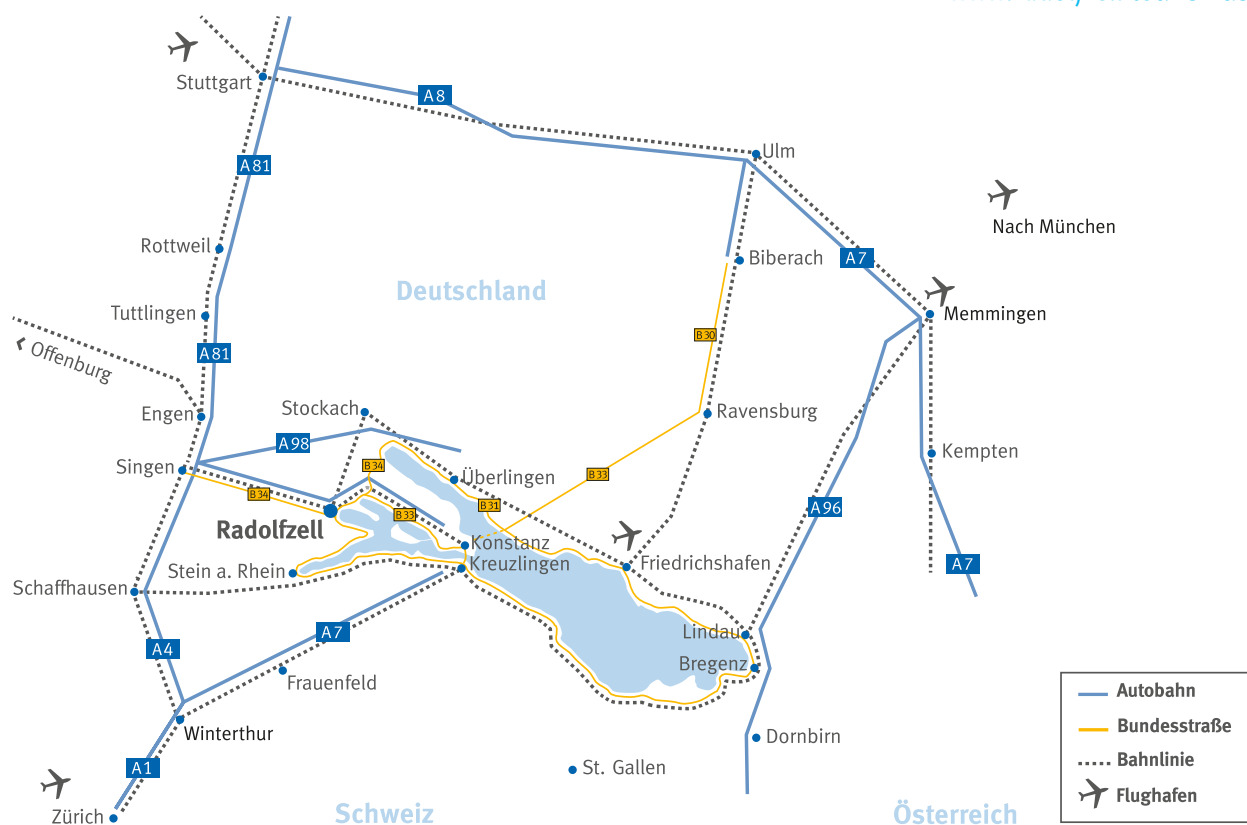 Stuttgart
A8
A81
Ulm
Rottweil
Nach München
Biberach
A7
Deutschland
Tuttlingen
Memmingen
B30
Offenburg
A81
Engen
Stockach
Ravensburg
A98
Kempten
Singen
B34
Überlingen
B33
B34
B31
A96
Radolfzell
B33
Konstanz
Kreuzlingen
Friedrichshafen
A7
Stein a. Rhein
Schaffhausen
A7
Lindau
A4
Bregenz
Frauenfeld
Autobahn
Bundesstraße
Winterthur
Dornbirn
Bahnlinie
A1
St. Gallen
Flughafen
Zürich
Schweiz
Österreich